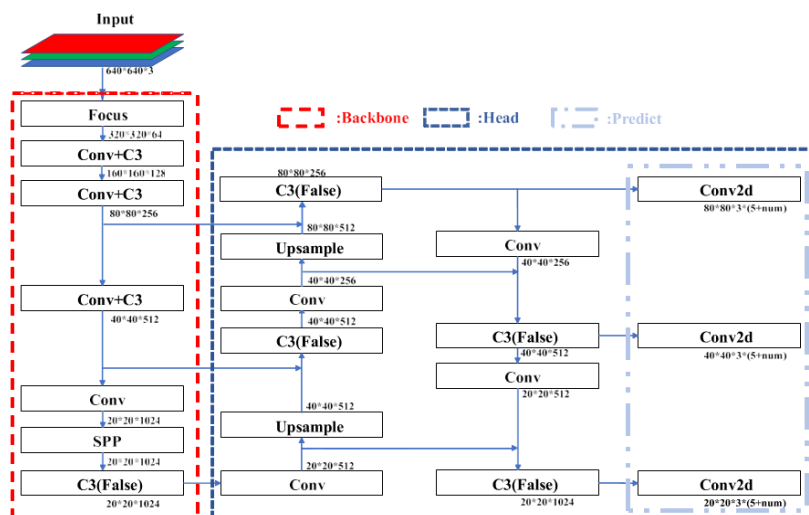 Input
640*640*3
:Backbone
:Head
:Predict
Focus
320*320*64
Conv+C3
160*160*128
Conv+C3
80*80*256
Conv+C3
40*40*512
Conv
20*20*1024
SPP
20*20*1024
C3(False)
20*20*1024
80*80*256
C3(False)
80*80*512
Upsample
40*40*256
Conv
40*40*512
C3(False)
40*40*512
Upsample
20*20*512
Conv
Conv
40*40*256
C3(False)
40*40*512
Conv
20*20*512
C3(False)
20*20*1024
Conv2d
80*80*3*(5+num)
Conv2d
40*40*3*(5+num)
Conv2d
20*20*3*(5+num)